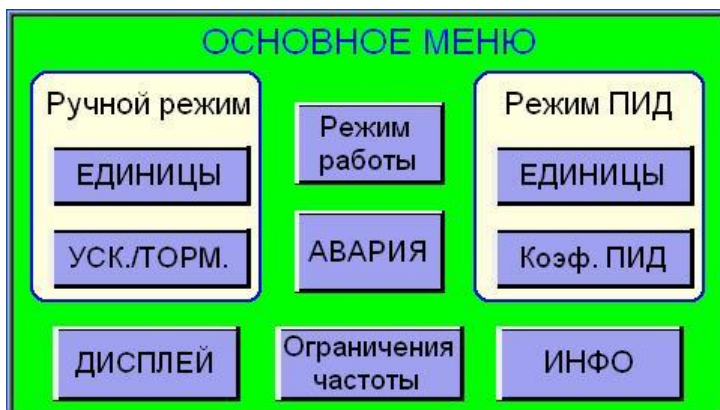 ОСНОВНОЕ МЕНЮ
Ручной режим
ЕДИНИЦЫ
УСК./ТОРМ.
Режим
работы
АВАРИЯ
Режим ПИД
ЕДИНИЦЫ
Коэф. ПИД
ДИСПЛЕЙ
Ограничения
частоты
ИНФО